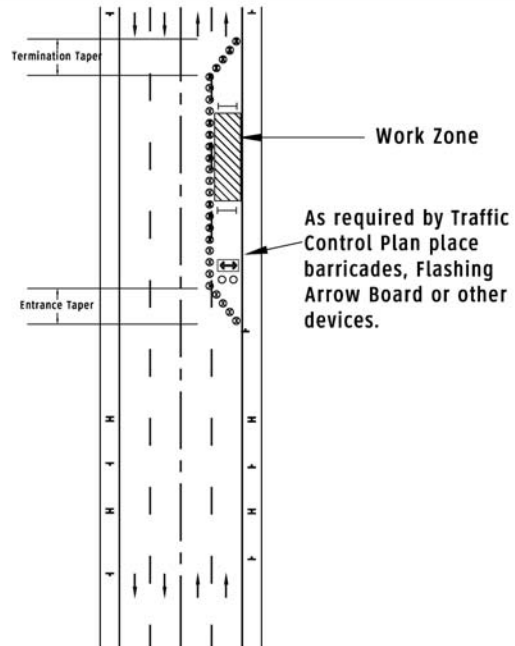 Termination Taper
Work Zone
As required by Traffic
Control Plan place
barricades, Flashing
Arrow Board or other
devices.
Entrance Taper